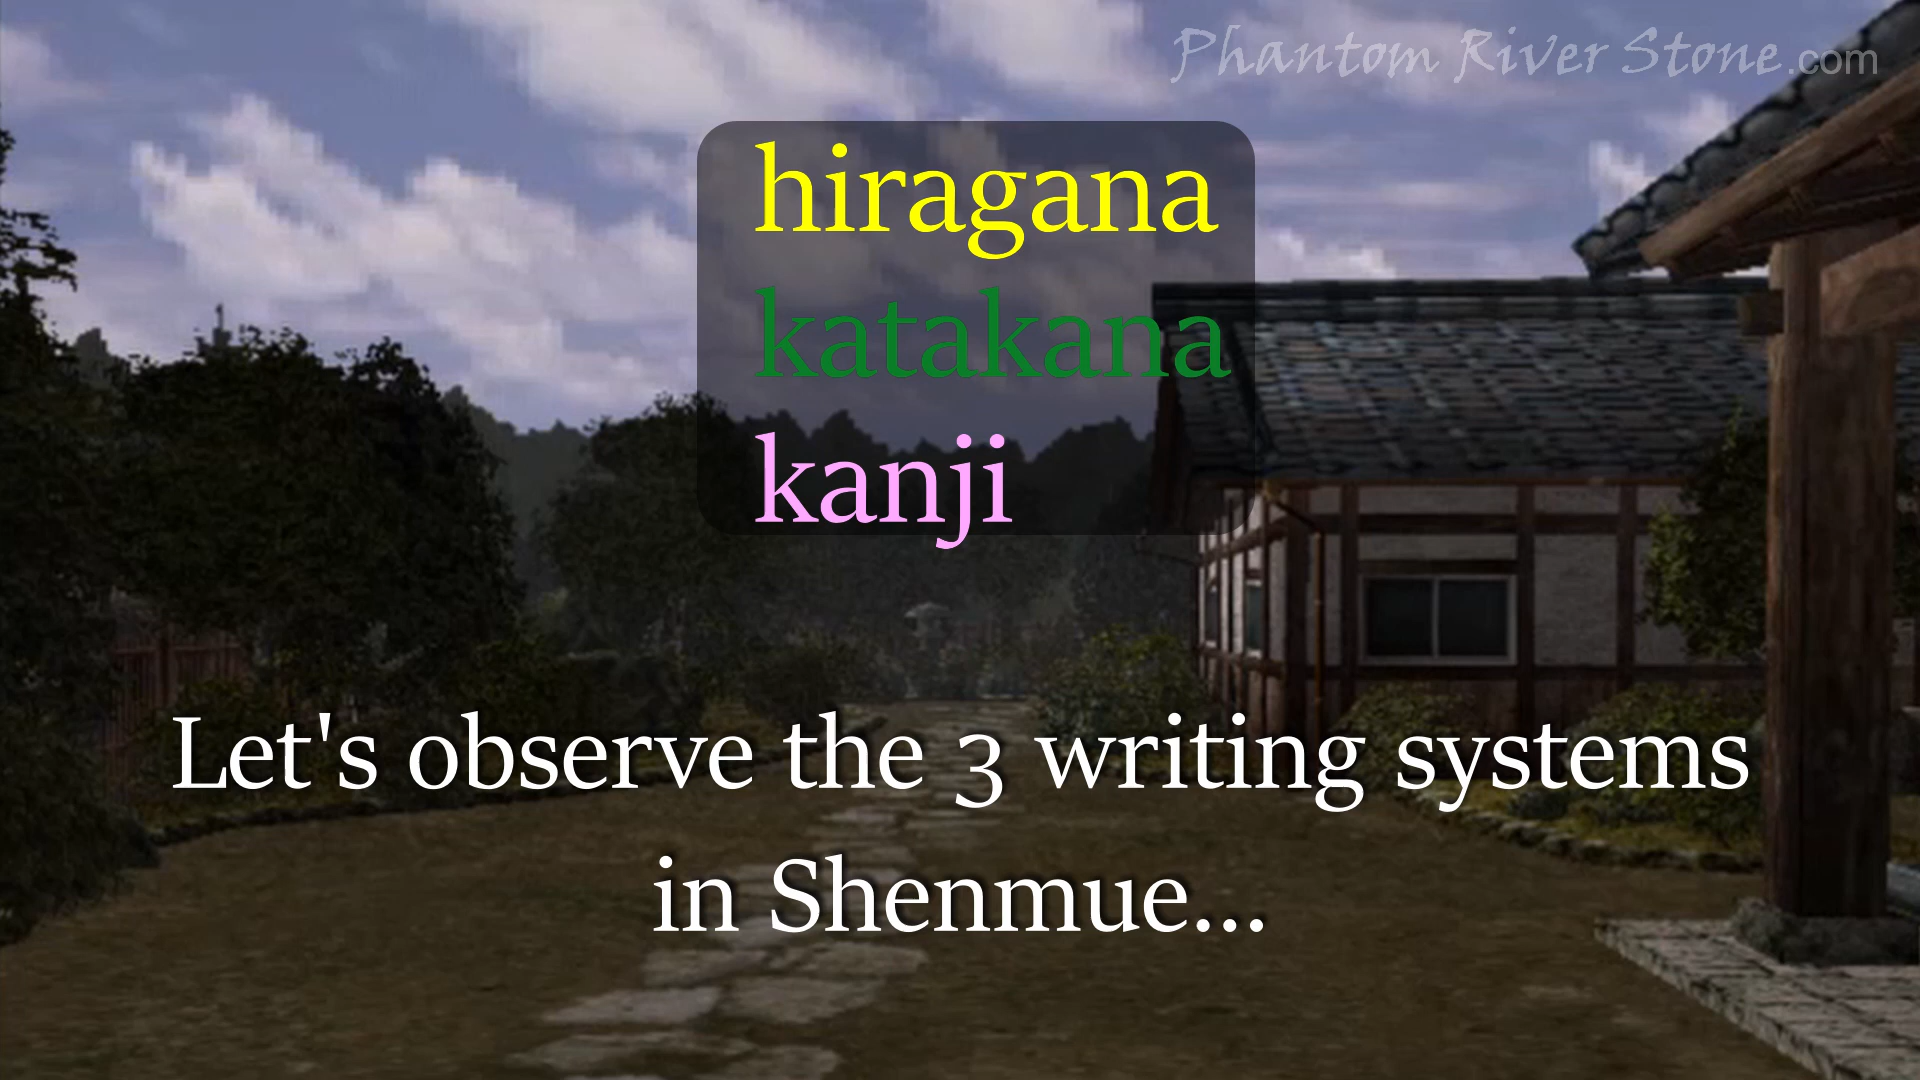 Phantom River Stone.com
hiragana
katakana
kanji
Let's observe the 3 writing systems
in Shenmue...